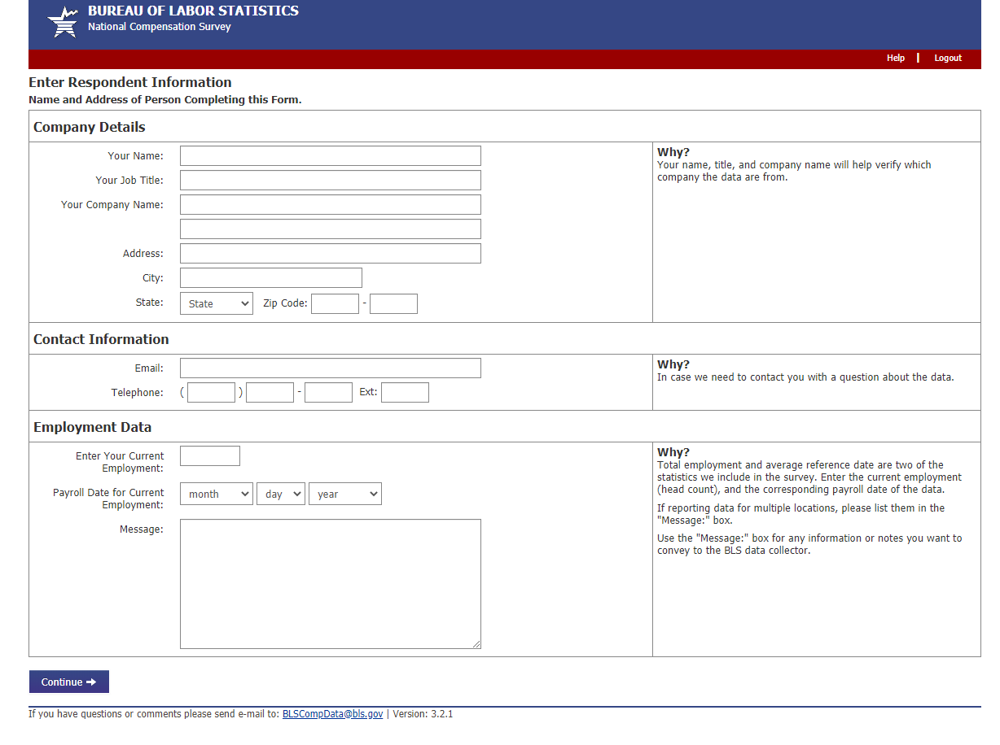 BUREAU OF LABOR STATISTICS
National Compensation Survey
Help | Logout
Enter Respondent Information
Name and Address of Person Completing this Form.
Company Details
Your Name:
Your Job Title:
Your Company Name:
Address:
City:
State: State Zip Code: -
Why?
Your name, title, and company name will help verify which
company the data are from.
Contact Information
Email:
Telephone: ( ) - Ext:
Why?
In case we need to contact you with a question about the data.
Employment Data
Enter Your Current
Employment:
Payroll Date for Current
Employment:
month day year
Message:
Why?
Total employment and average reference date are two of the
statistics we include in the survey. Enter the current employment
(head count), and the corresponding payroll date of the data.
If reporting data for multiple locations, please list them in the
"Message:" box.
Use the "Message:" box for any information or notes you want to
convey to the BLS data collector.
Continue ➔
If you have questions or comments please send e-mail to: BLSCompData@bls.gov | Version: 3.2.1